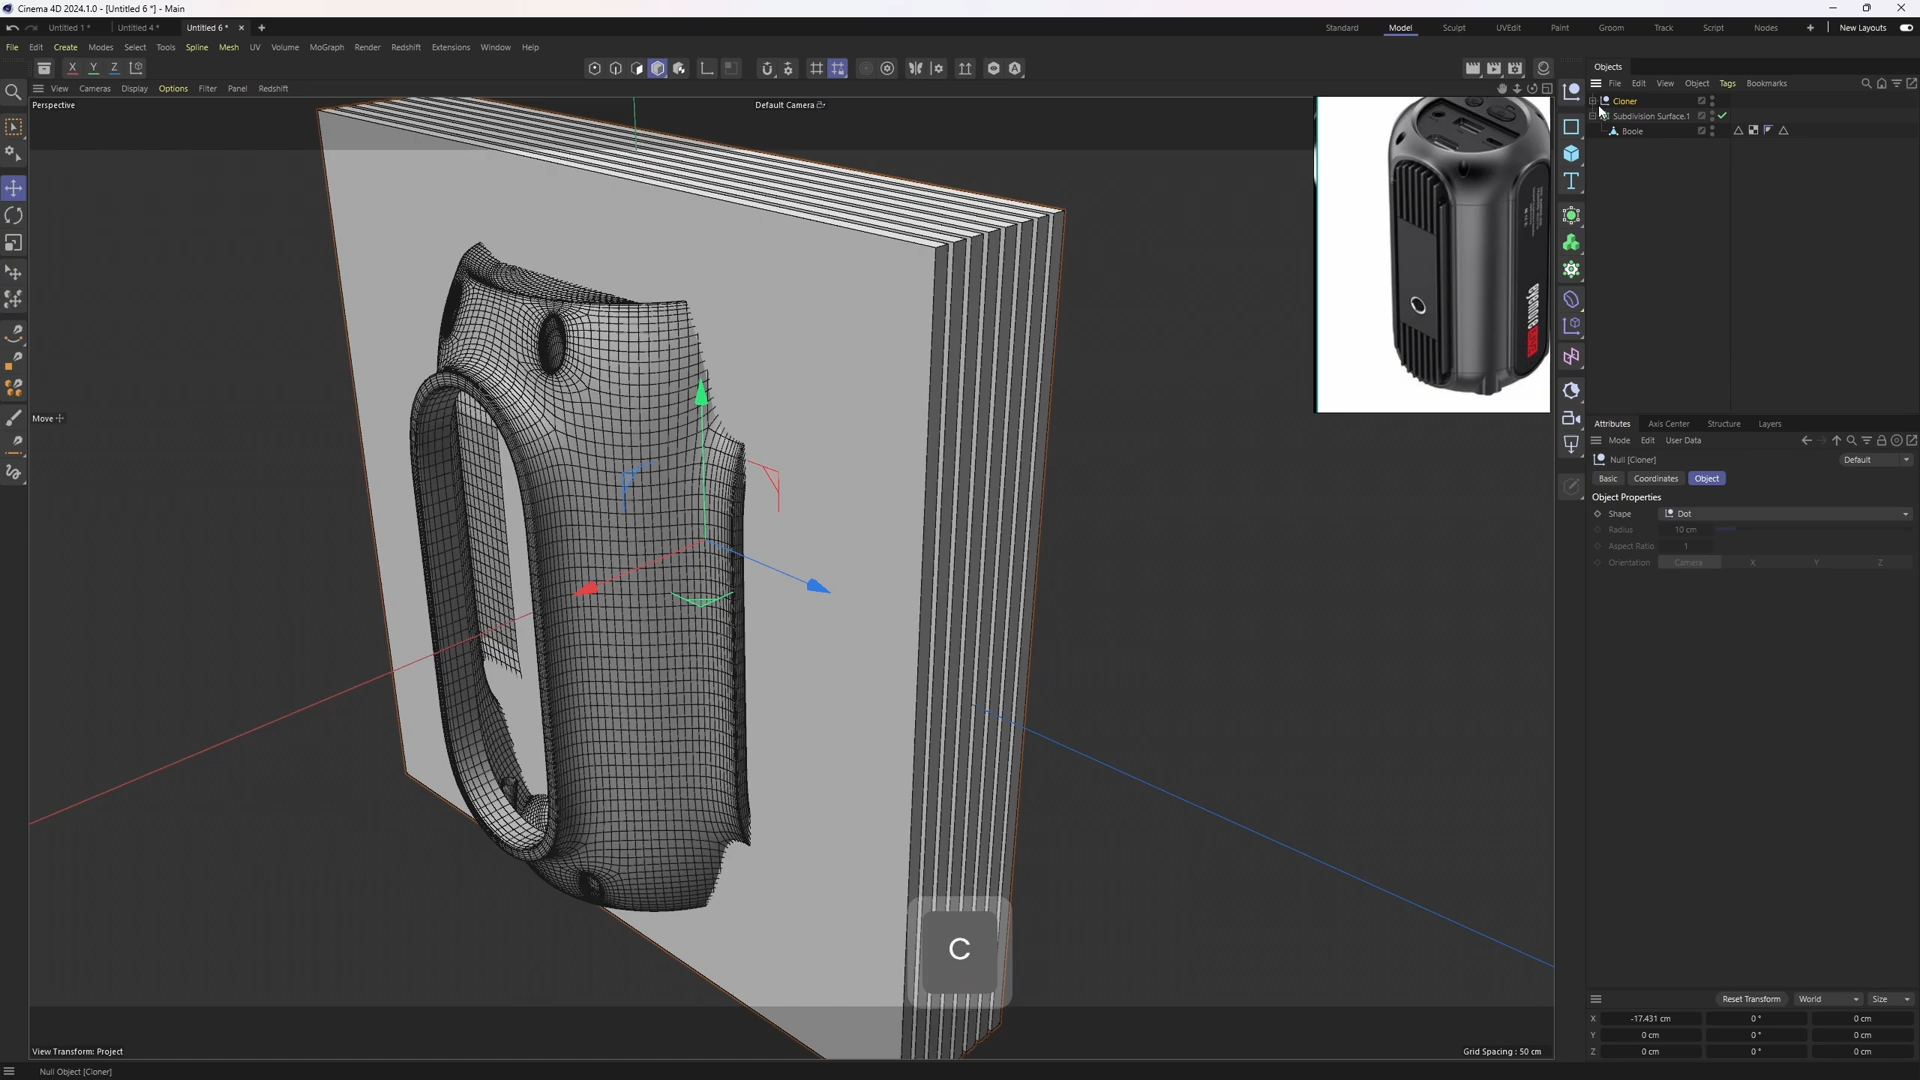 Cinema 4D 2024.1.0 - [Untitled 6 *] - Main
Untitled 1 * Untitled 4 * Untitled 6 *
Standard Model Sculpt UVEdit Paint Groom Track Script Nodes New Layouts
File Edit Create Modes Select Tools Spline Mesh UV Volume MoGraph Render Redshift Extensions Window Help
X Y Z
View Cameras Display Options Filter Panel Redshift
Perspective
Default Camera
Move
C
View Transform: Project
Grid Spacing : 50 cm
Null Object [Cloner]
Objects
File Edit View Object Tags Bookmarks
Cloner
Subdivision Surface.1
Boole
Attributes Axis Center Structure Layers
Mode Edit User Data
Null [Cloner] Default
Basic Coordinates Object
Object Properties
Shape Dot
Radius 10 cm
Aspect Ratio 1
Orientation Camera X Y Z
Reset Transform World Size
X -17.431 cm 0 ° 0 cm
Y 0 cm 0 ° 0 cm
Z 0 cm 0 ° 0 cm